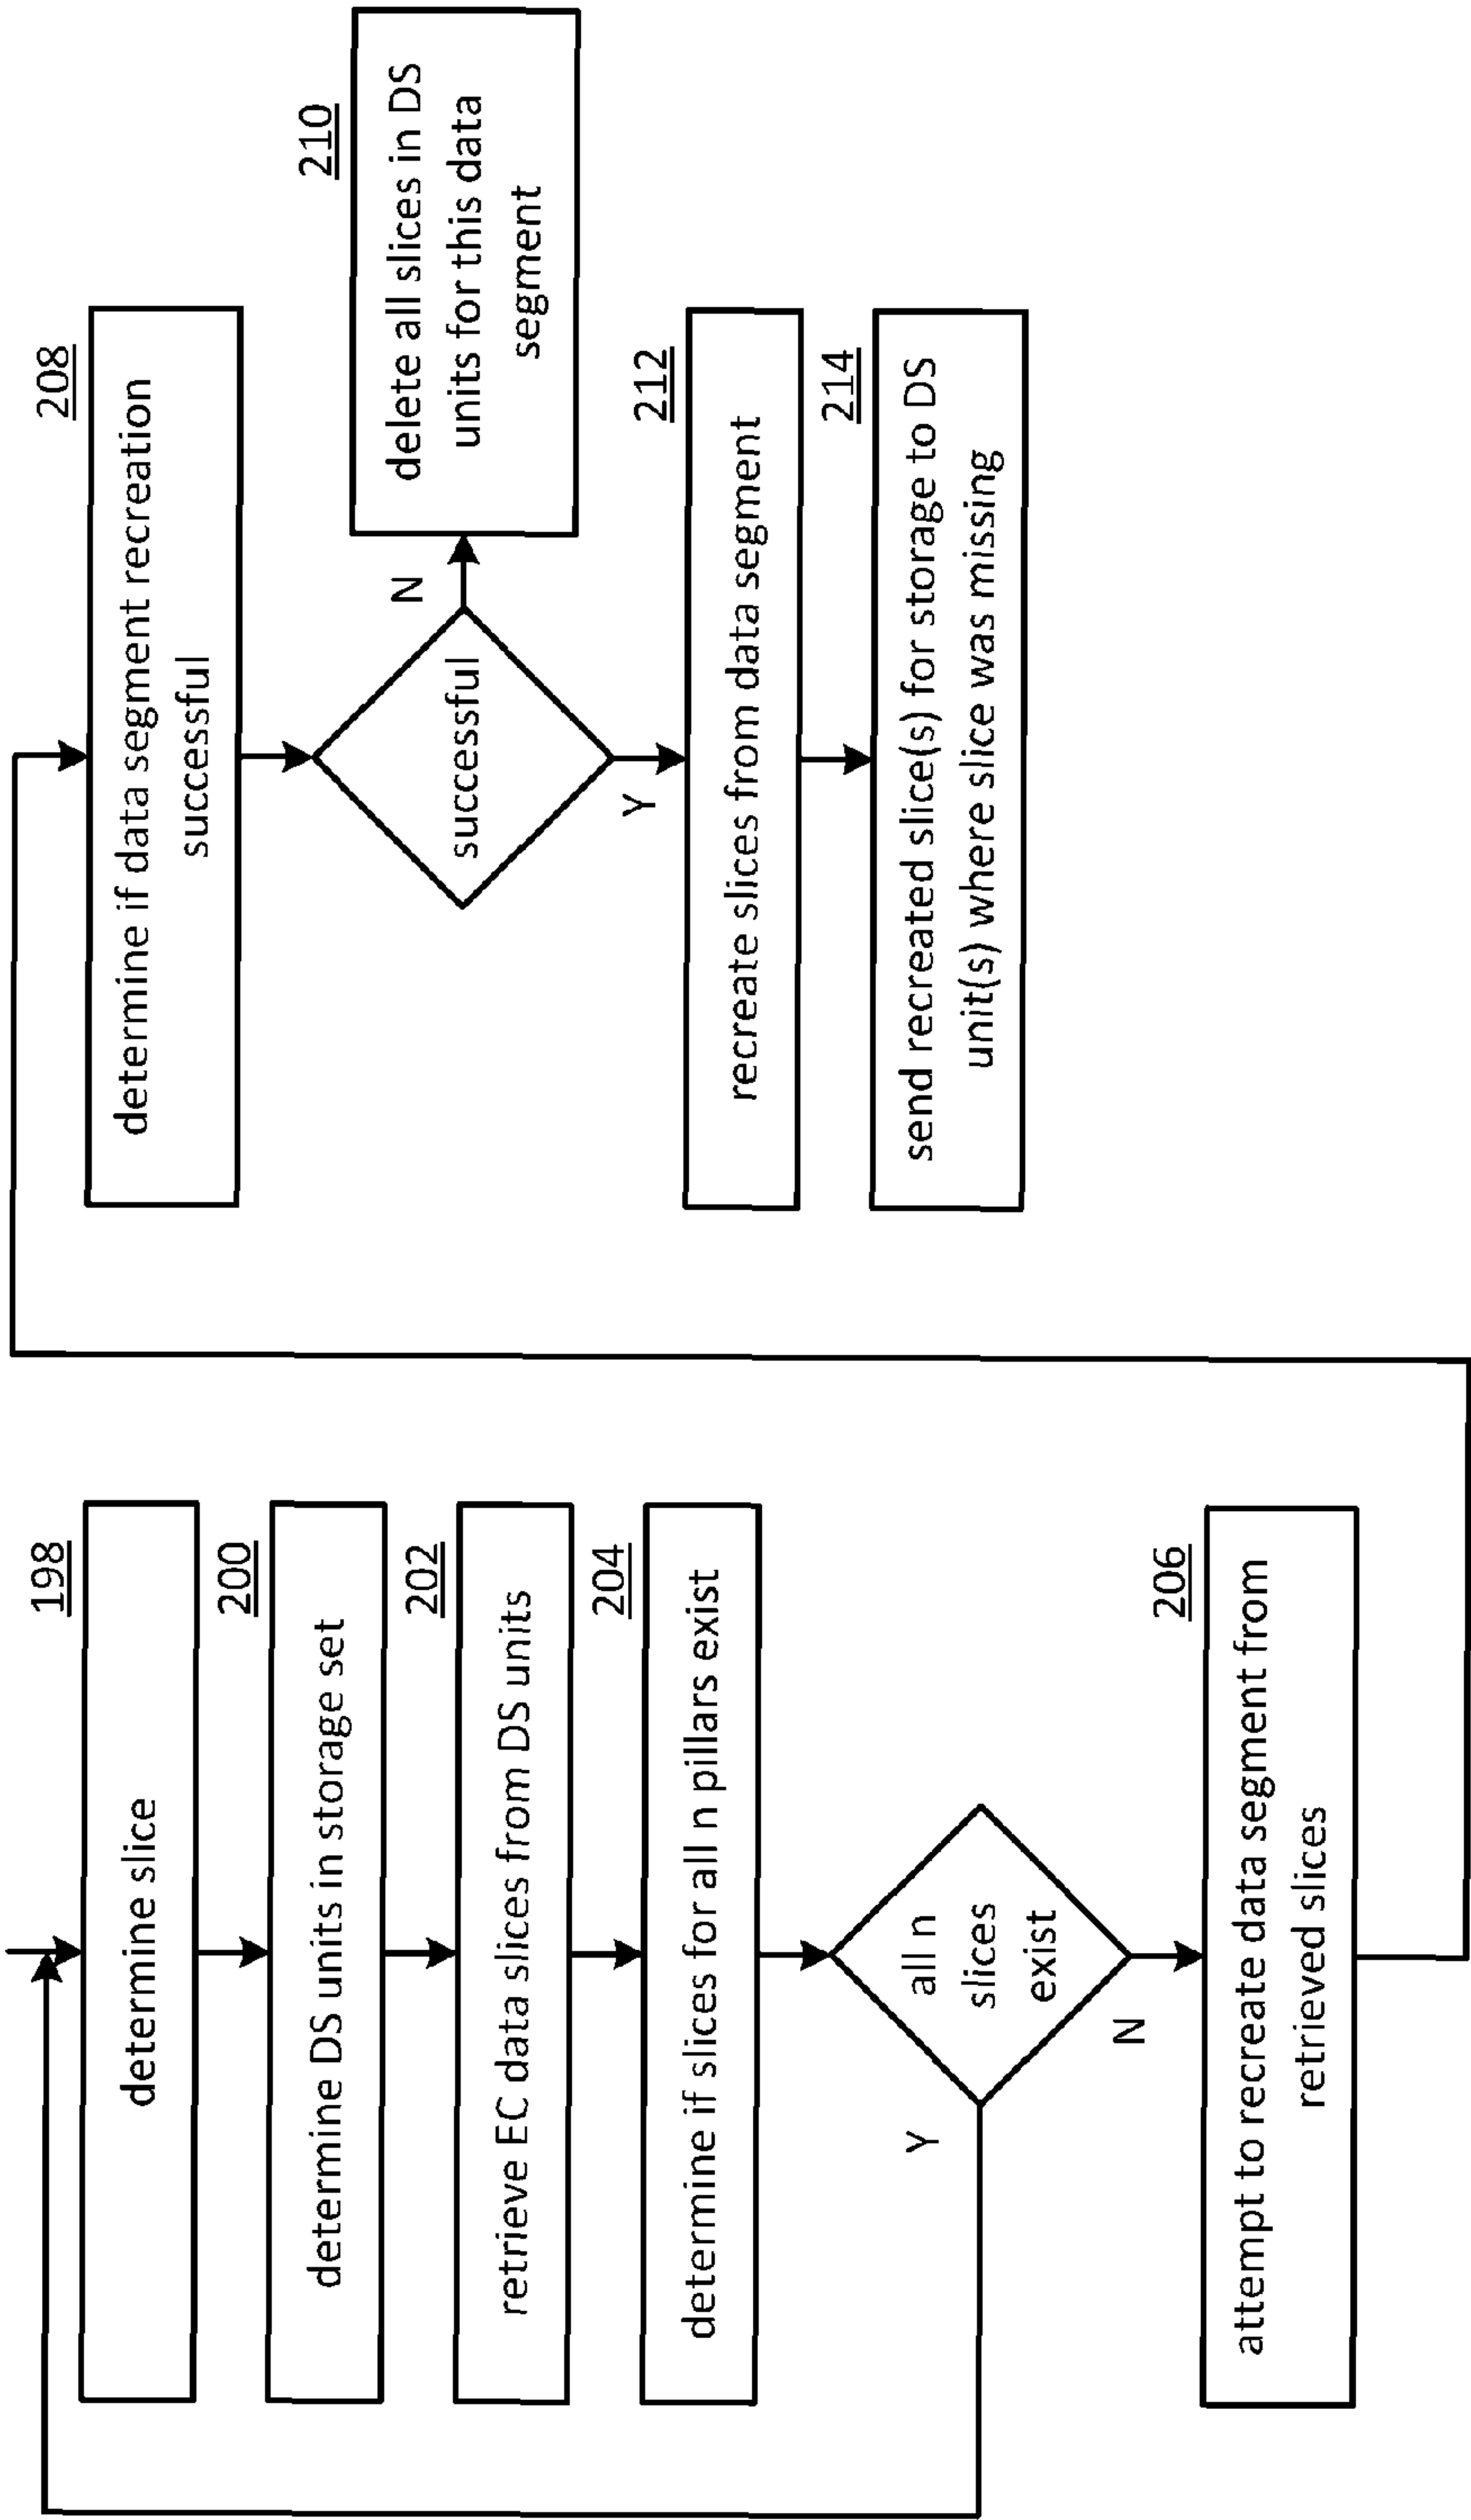 198
determine slice
200
determine DS units in storage set
202
retrieve EC data slices from DS units
204
determine if slices for all n pillars exist
all n
slices
exist
Y
N
206
attempt to recreate data segment from
retrieved slices
208
determine if data segment recreation
successful
successful
N
Y
210
delete all slices in DS
units for this data
segment
212
recreate slices from data segment
214
send recreated slice(s) for storage to DS
unit(s) where slice was missing